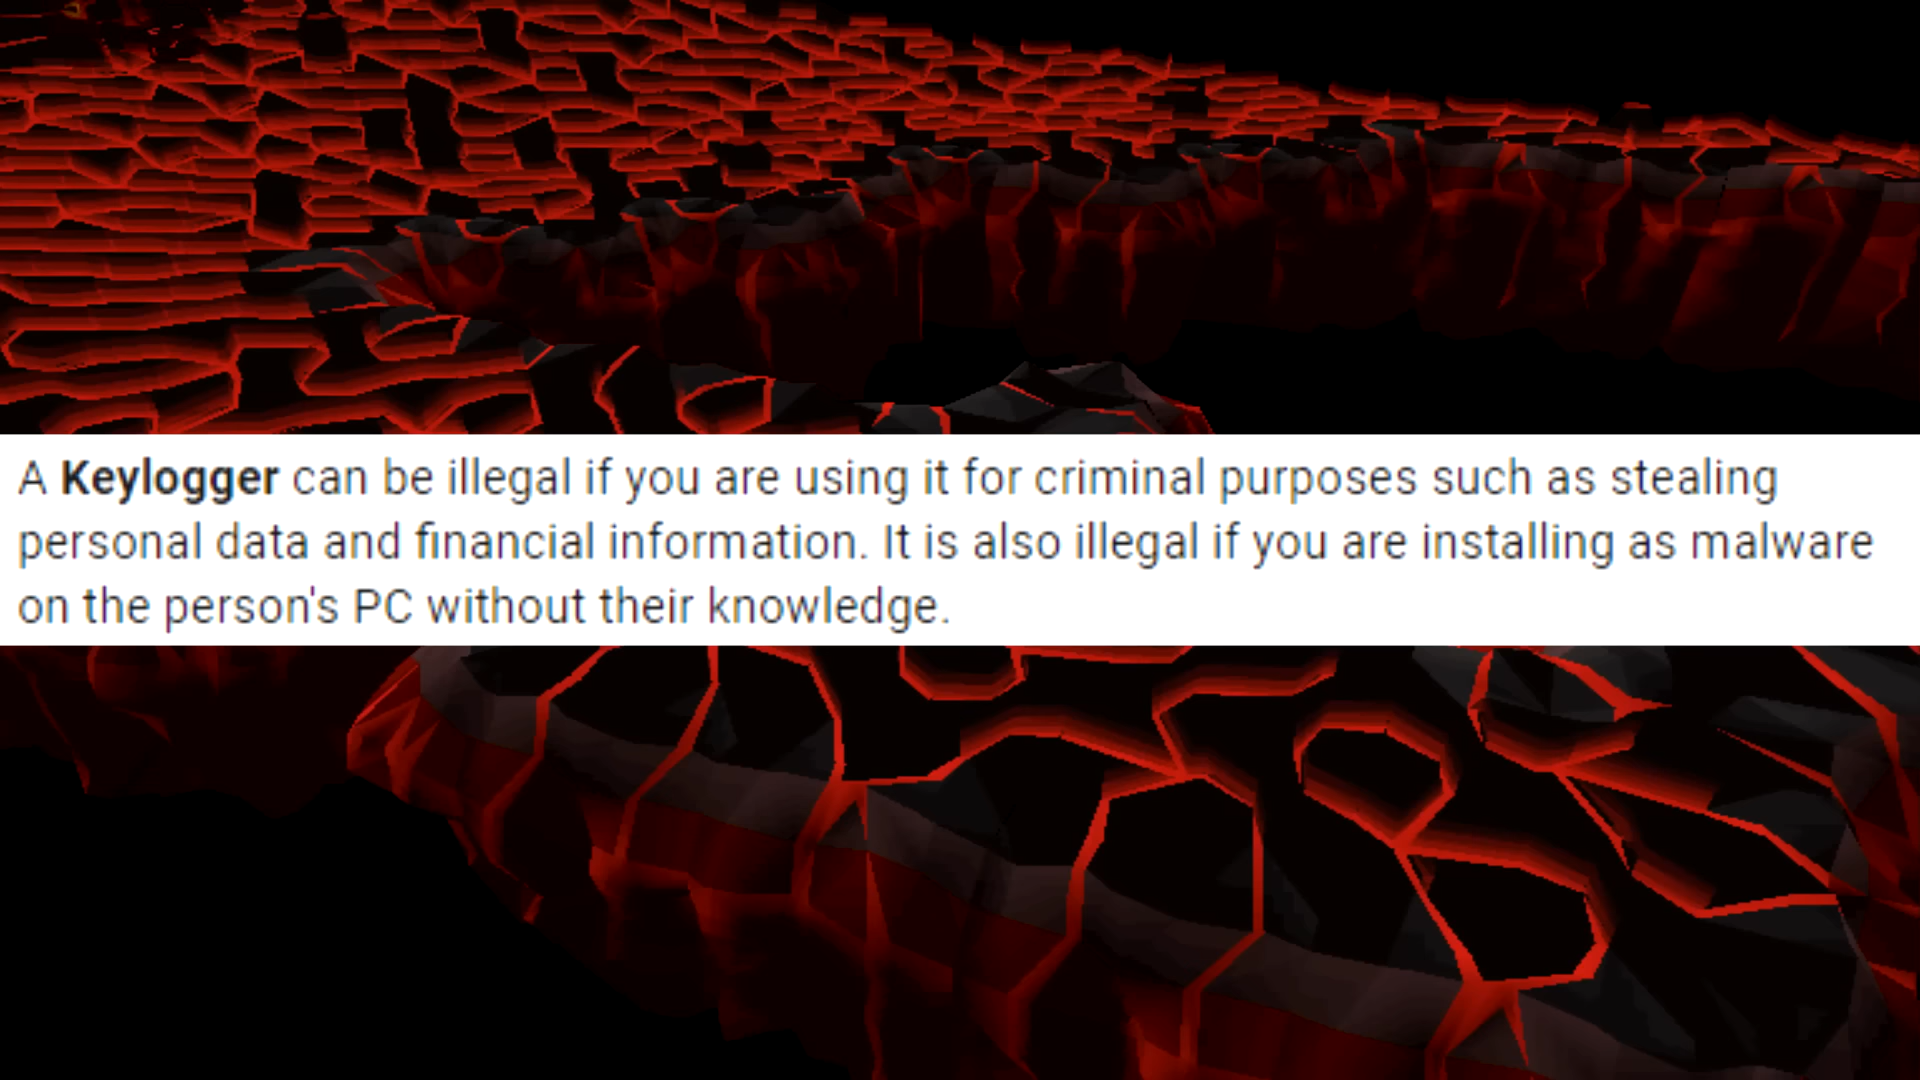 A Keylogger can be illegal if you are using it for criminal purposes such as stealing
personal data and financial information. It is also illegal if you are installing as malware
on the person's PC without their knowledge.